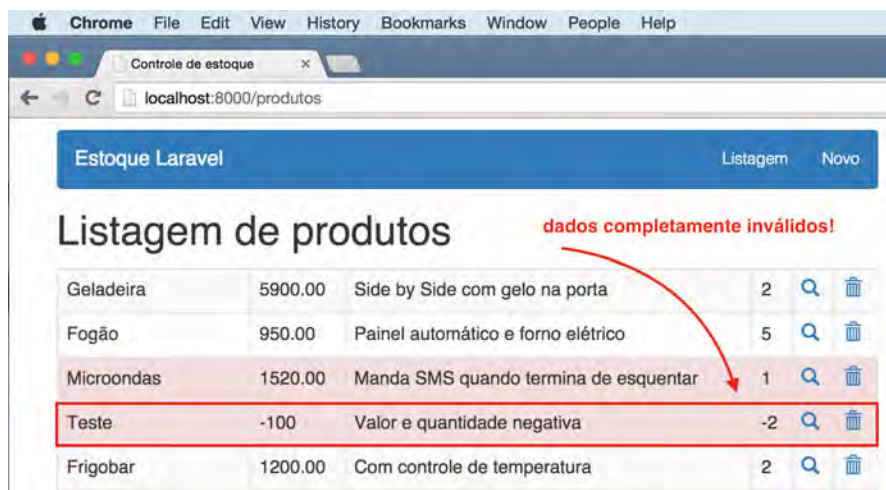 Chrome File Edit View History Bookmarks Window People Help
Controle de estoque ×
localhost:8000/produtos
Estoque Laravel Listagem Novo
Listagem de produtos
dados completamente inválidos!
Geladeira 5900.00 Side by Side com gelo na porta 2
Fogão 950.00 Painel automático e forno elétrico 5
Microondas 1520.00 Manda SMS quando termina de esquentar 1
Teste -100 Valor e quantidade negativa -2
Frigobar 1200.00 Com controle de temperatura 2